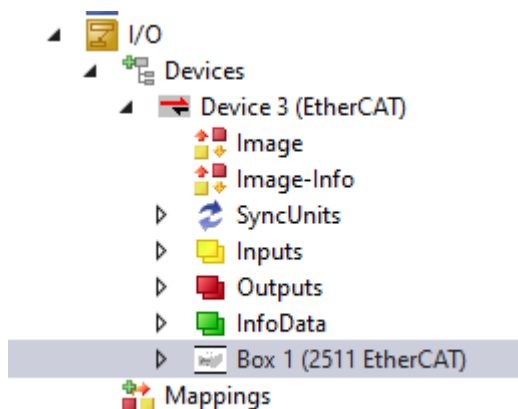 I/O
Devices
Device 3 (EtherCAT)
Image
Image-Info
SyncUnits
Inputs
Outputs
InfoData
Box 1 (2511 EtherCAT)
Mappings